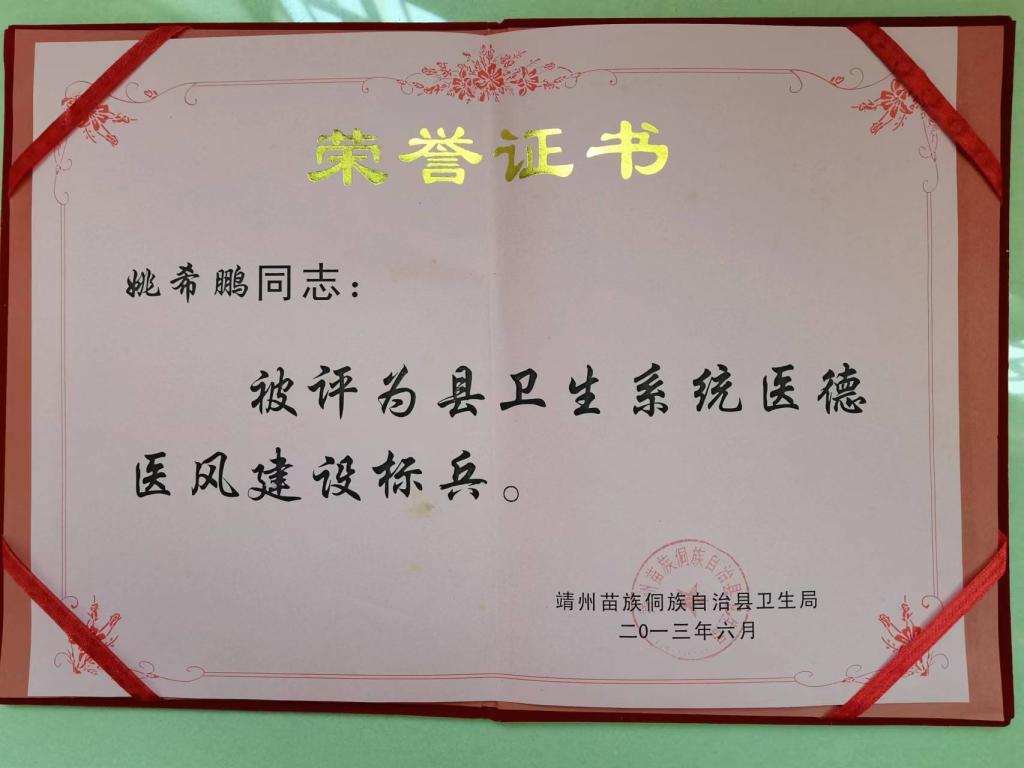 荣誉证书
姚希鹏同志：
被评为县卫生系统医德
医风建设标兵。
靖州苗族侗族自治县卫生局
二0一三年六月